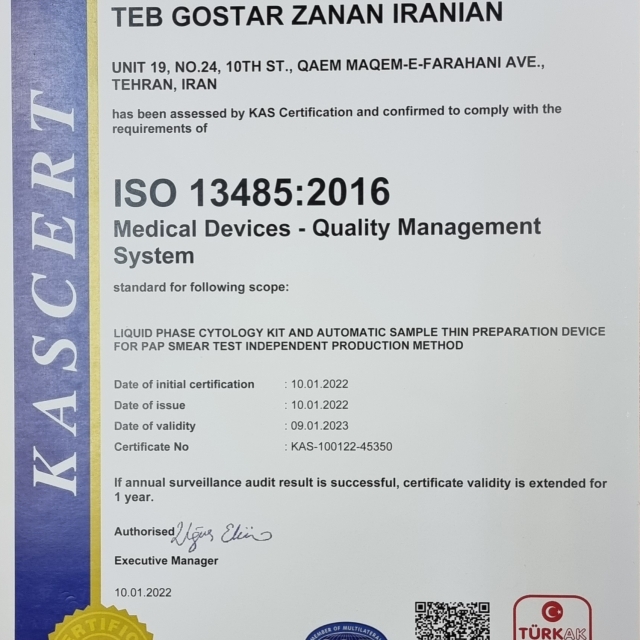 TEB GOSTAR ZANAN IRANIAN
UNIT 19, NO.24, 10TH ST., QAEM MAQEM-E-FARAHANI AVE.,
TEHRAN, IRAN
has been assessed by KAS Certification and confirmed to comply with the
requirements of
KASCERT
ISO 13485:2016
Medical Devices - Quality Management
System
standard for following scope:
LIQUID PHASE CYTOLOGY KIT AND AUTOMATIC SAMPLE THIN PREPARATION DEVICE
FOR PAP SMEAR TEST INDEPENDENT PRODUCTION METHOD
Date of initial certification : 10.01.2022
Date of issue : 10.01.2022
Date of validity : 09.01.2023
Certificate No : KAS-100122-45350
If annual surveillance audit result is successful, certificate validity is extended for
1 year.
Authorised
Executive Manager
10.01.2022
MEMBER OF MULTILATERAL
TÜRKAK